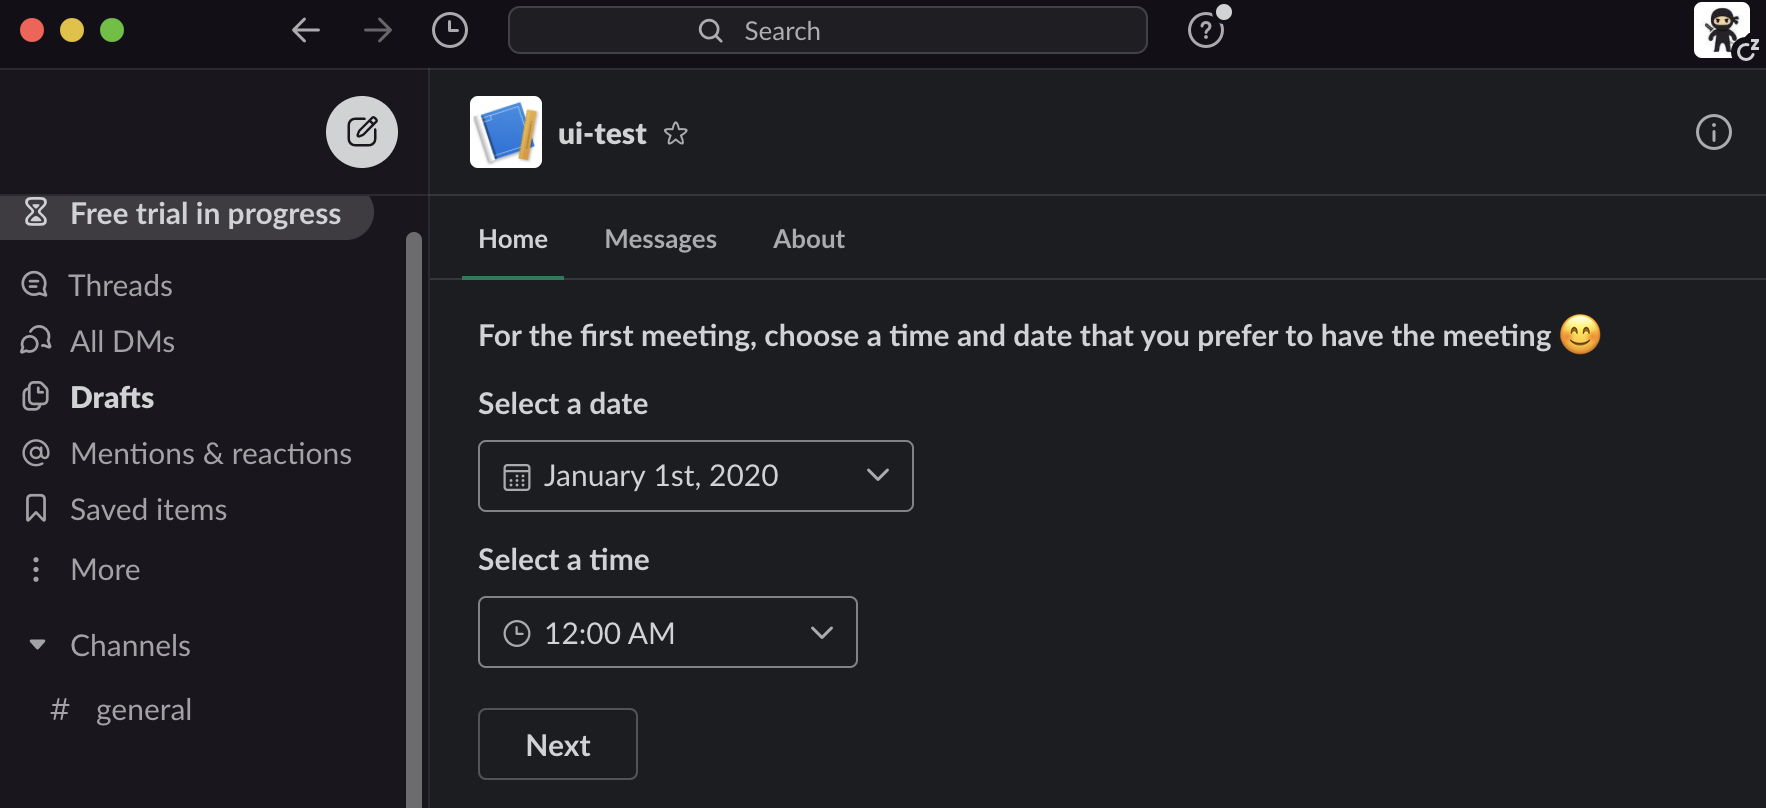 Search
ui-test
Free trial in progress
Threads
All DMs
Drafts
Mentions & reactions
Saved items
More
Channels
# general
Home
Messages
About
For the first meeting, choose a time and date that you prefer to have the meeting 😊
Select a date
January 1st, 2020
Select a time
12:00 AM
Next